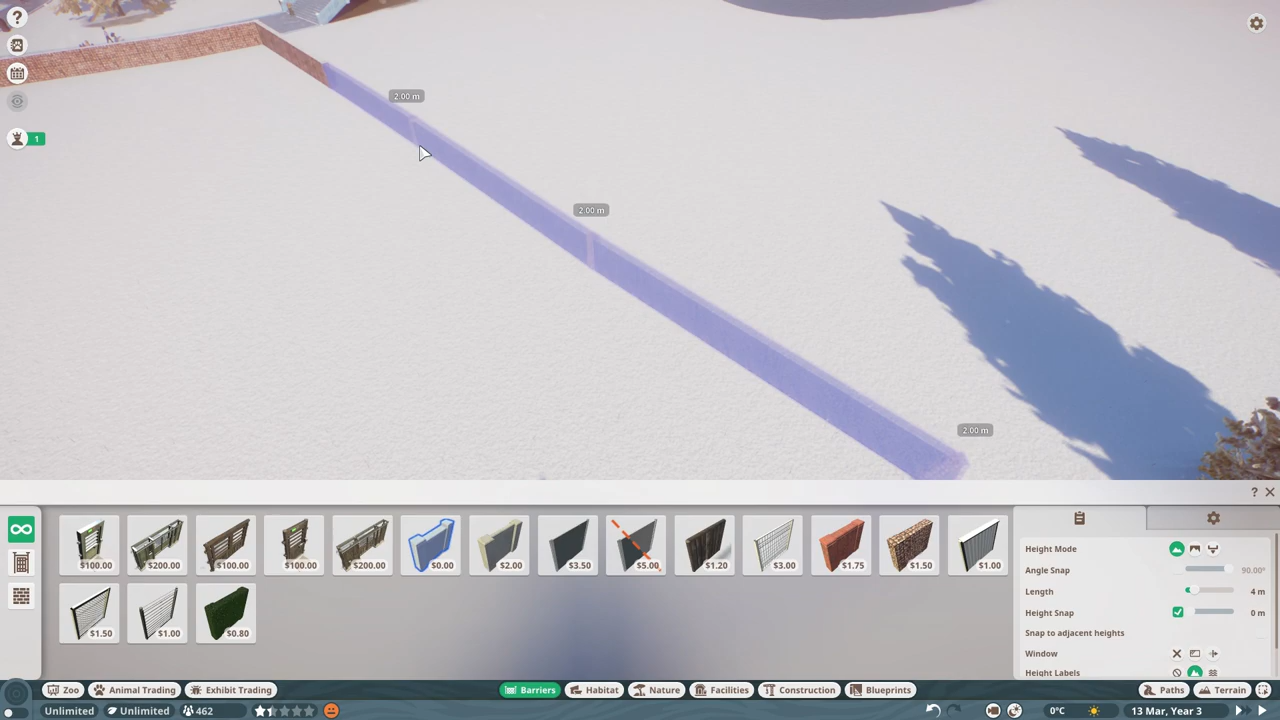 ?
1
2.00 m
2.00 m
2.00 m
?
$100.00
$200.00
$100.00
$100.00
$200.00
$0.00
$2.00
$3.50
$5.00
$1.20
$3.00
$1.75
$1.50
$1.00
$1.50
$1.00
$0.80
Height Mode
Angle Snap 90.00°
Length 4 m
Height Snap 0 m
Snap to adjacent heights
Window
Height Labels
Zoo
Animal Trading
Exhibit Trading
Barriers
Habitat
Nature
Facilities
Construction
Blueprints
Paths
Terrain
Unlimited
Unlimited
462
0°C
13 Mar, Year 3